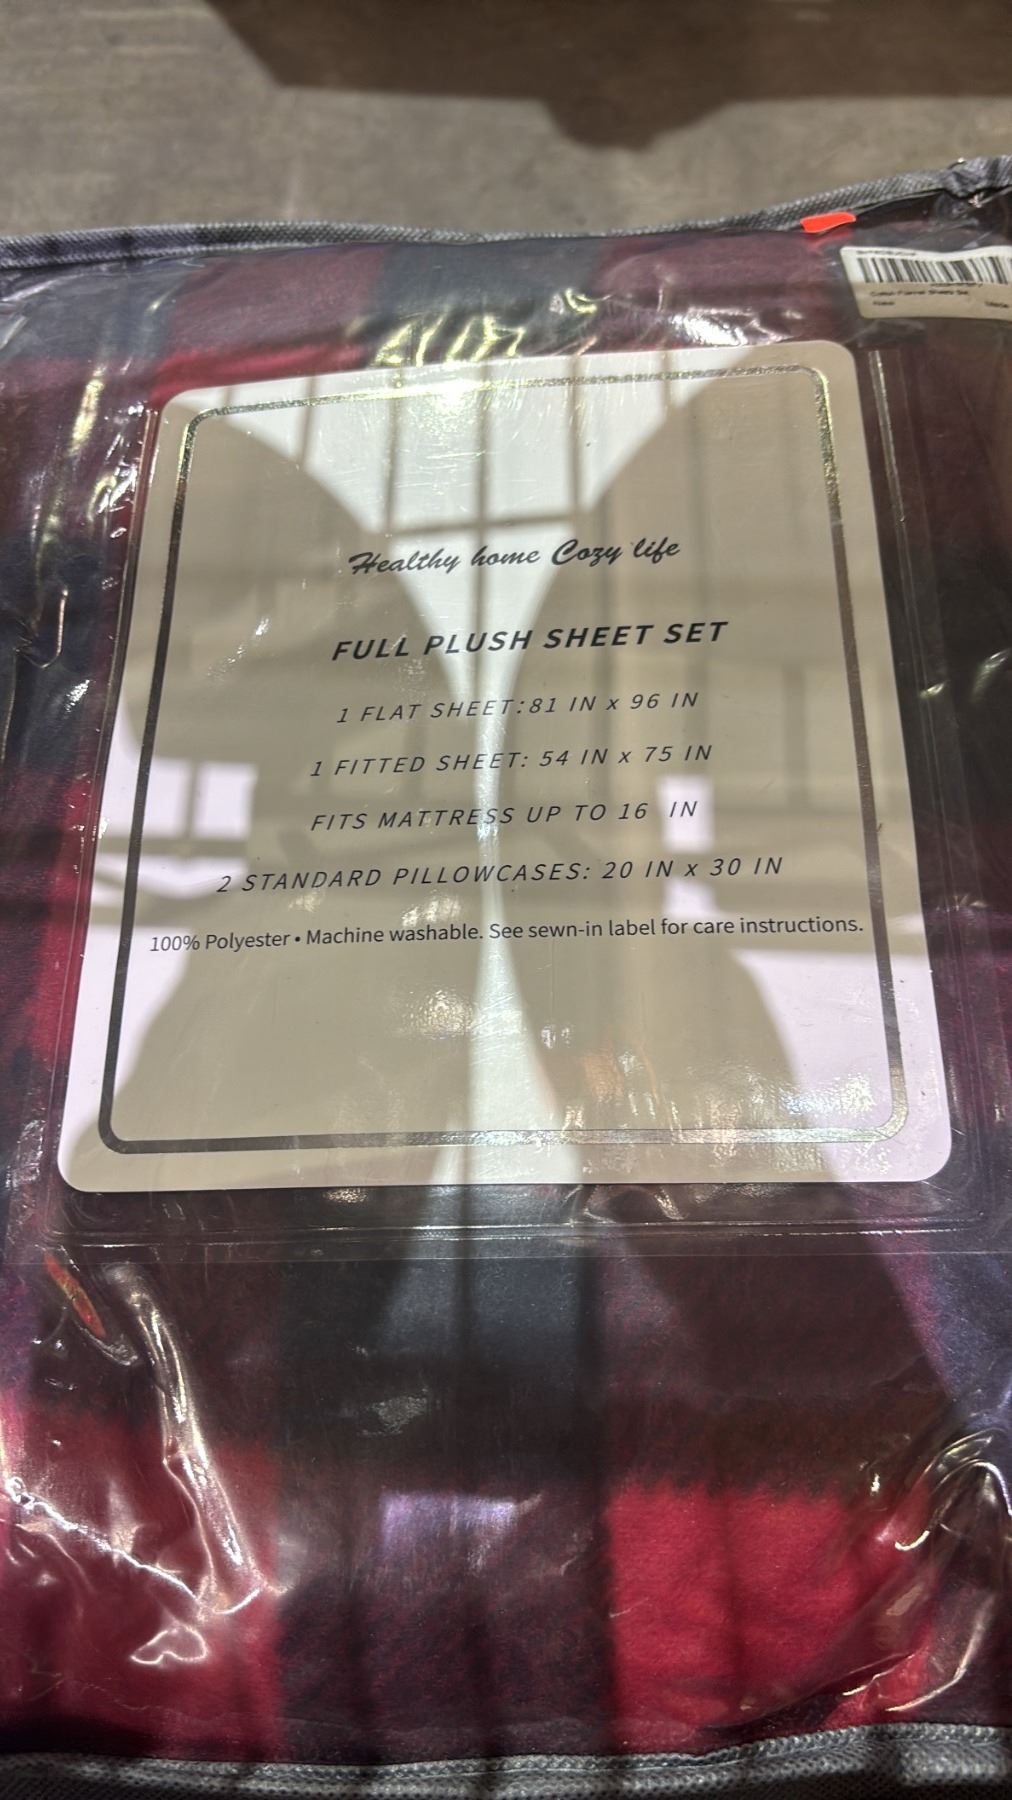 Healthy home Cozy life
FULL PLUSH SHEET SET
1 FLAT SHEET:81 IN x 96 IN
1 FITTED SHEET: 54 IN x 75 IN
FITS MATTRESS UP TO 16 IN
2 STANDARD PILLOWCASES: 20 IN x 30 IN
100% Polyester • Machine washable. See sewn-in label for care instructions.